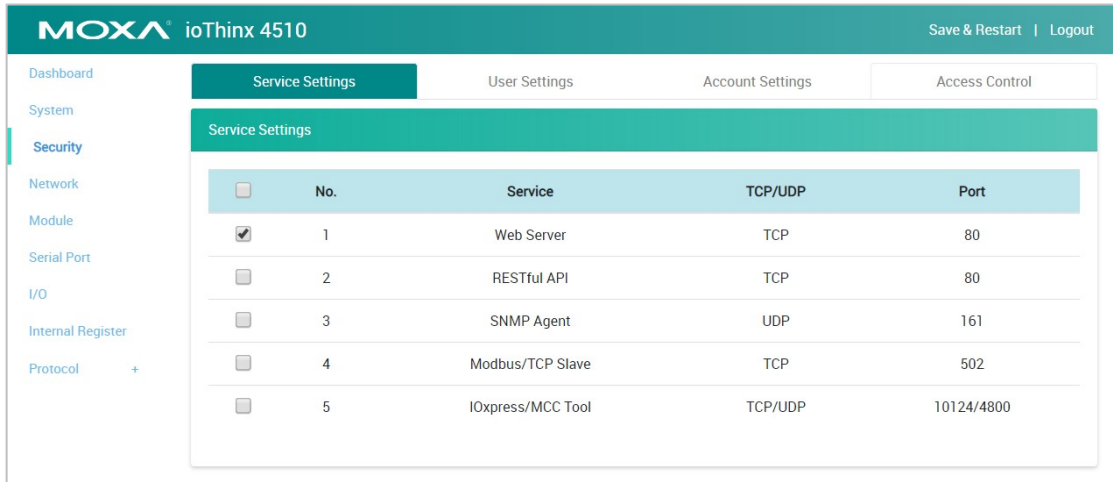 MOXA® ioThinx 4510 Save & Restart | Logout
Dashboard
System
Security
Network
Module
Serial Port
I/O
Internal Register
Protocol +
Service Settings User Settings Account Settings Access Control
Service Settings
No. Service TCP/UDP Port
1 Web Server TCP 80
2 RESTful API TCP 80
3 SNMP Agent UDP 161
4 Modbus/TCP Slave TCP 502
5 IOxpress/MCC Tool TCP/UDP 10124/4800